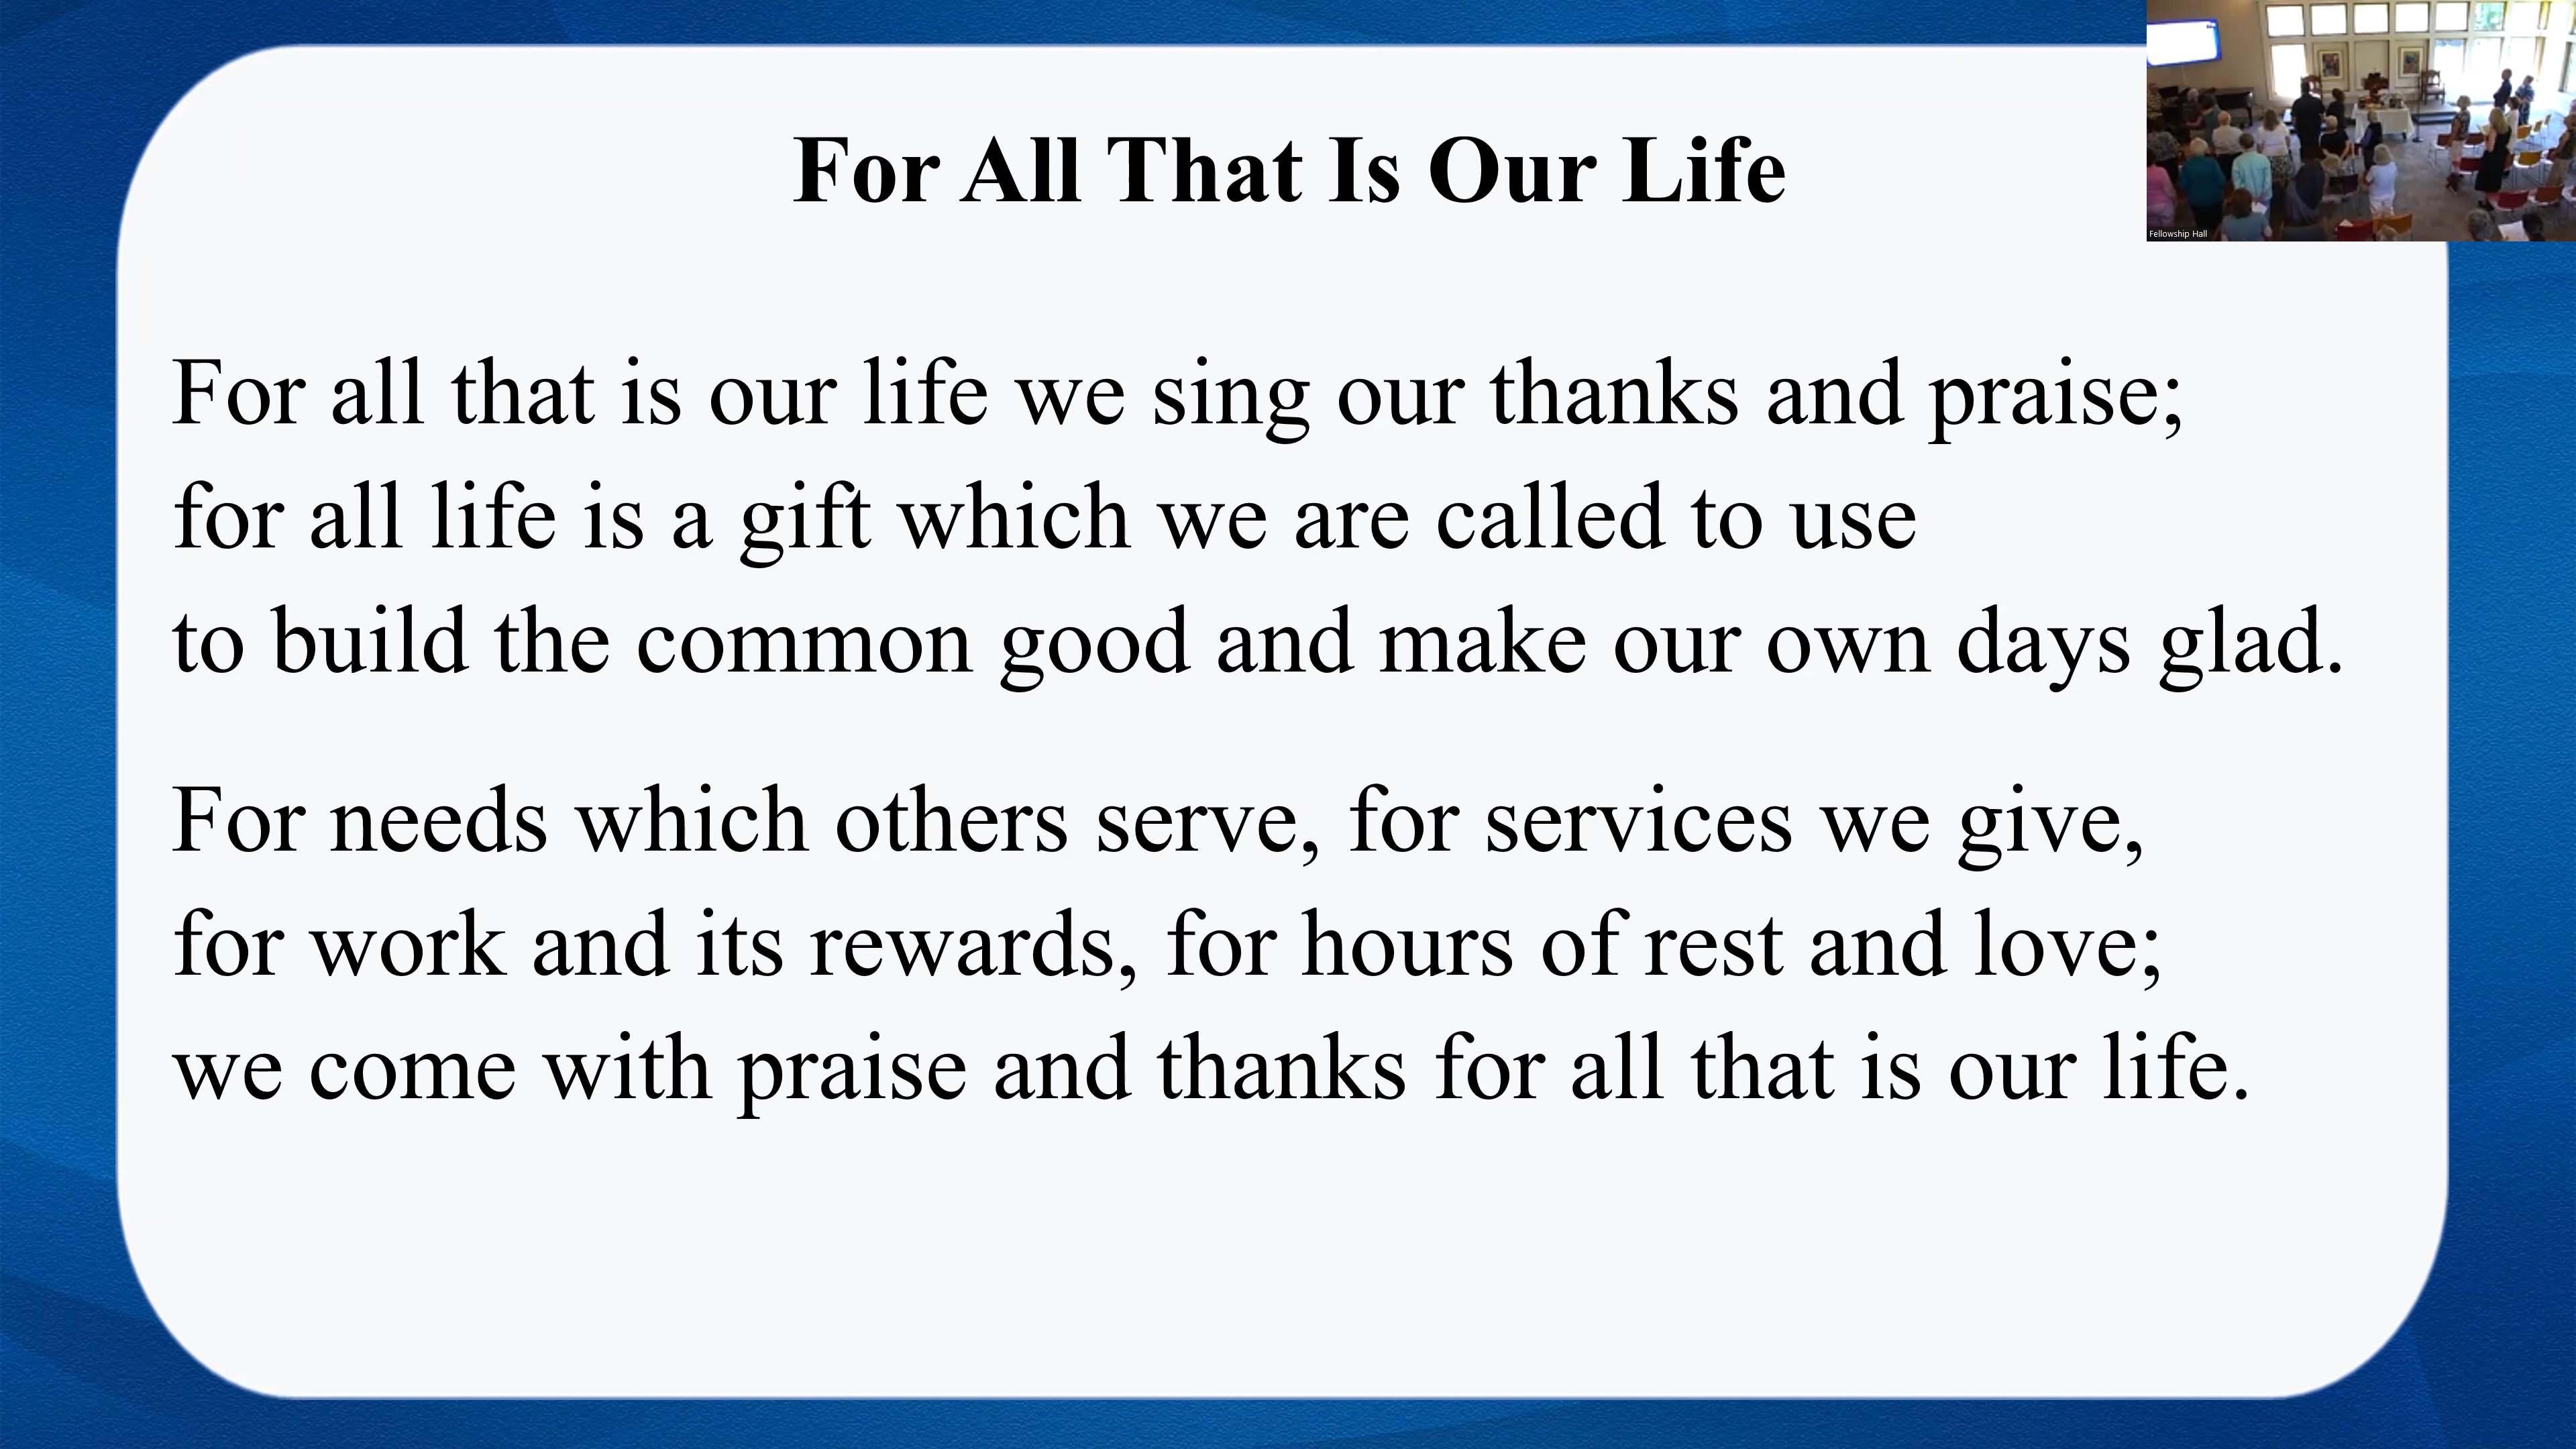 For All That Is Our Life
For all that is our life we sing our thanks and praise;
for all life is a gift which we are called to use
to build the common good and make our own days glad.
For needs which others serve, for services we give,
for work and its rewards, for hours of rest and love;
we come with praise and thanks for all that is our life.
Fellowship Hall